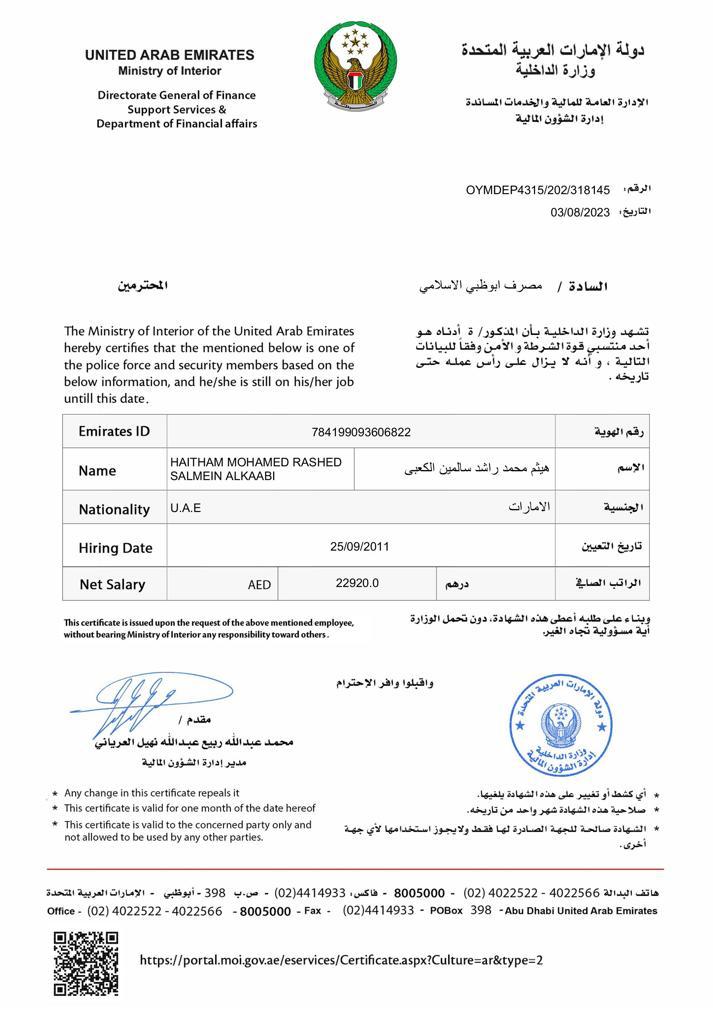 UNITED ARAB EMIRATES
Ministry of Interior
Directorate General of Finance
Support Services &
Department of Financial affairs
دولة الإمارات العربية المتحدة
وزارة الداخلية
الإدارة العامة للمالية والخدمات المساندة
إدارة الشؤون المالية
الرقم: OYMDEP4315/202/318145
التاريخ: 03/08/2023
السادة / مصرف ابوظبي الاسلامي المحترمين
The Ministry of Interior of the United Arab Emirates
hereby certifies that the mentioned below is one of
the police force and security members based on the
below information, and he/she is still on his/her job
untill this date.
تشهد وزارة الداخلية بأن المذكور/ ة أدناه هو
أحد منتسبي قوة الشرطة والأمن وفقاً للبيانات
التالية ، و أنه لا يزال على رأس عمله حتى
تاريخه .
Emirates ID 784199093606822 رقم الهوية
Name HAITHAM MOHAMED RASHED هيثم محمد راشد سالمين الكعبى الإسم
SALMEIN ALKAABI
Nationality U.A.E الامارات الجنسية
Hiring Date 25/09/2011 تاريخ التعيين
Net Salary AED 22920.0 درهم الراتب الصافي
This certificate is issued upon the request of the above mentioned employee,
without bearing Ministry of Interior any responsibility toward others .
وبناء على طلبه أعطي هذه الشهادة، دون تحمل الوزارة
أية مسؤولية تجاه الغير.
واقبلوا وافر الإحترام
مقدم /
محمد عبدالله ربيع عبدالله نهيل العرياني
مدير إدارة الشؤون المالية
دولة الإمارات العربية المتحدة
وزارة الداخلية
إدارة الشؤون المالية
* Any change in this certificate repeals it
* This certificate is valid for one month of the date hereof
* This certificate is valid to the concerned party only and
not allowed to be used by any other parties.
* أي كشط أو تغيير على هذه الشهادة يلغيها.
* صلاحية هذه الشهادة شهر واحد من تاريخه.
* الشهادة صالحة للجهة الصادرة لها فقط ولايجوز استخدامها لأي جهة
أخرى.
هاتف البدالة 4022566 - 4022522 (02) - 8005000 - فاكس: 4414933(02) - ص.ب 398 - أبوظبي - الإمارات العربية المتحدة
Office - (02) 4022522 - 4022566 - 8005000 - Fax - (02)4414933 - POBox 398 - Abu Dhabi United Arab Emirates
https://portal.moi.gov.ae/eservices/Certificate.aspx?Culture=ar&type=2